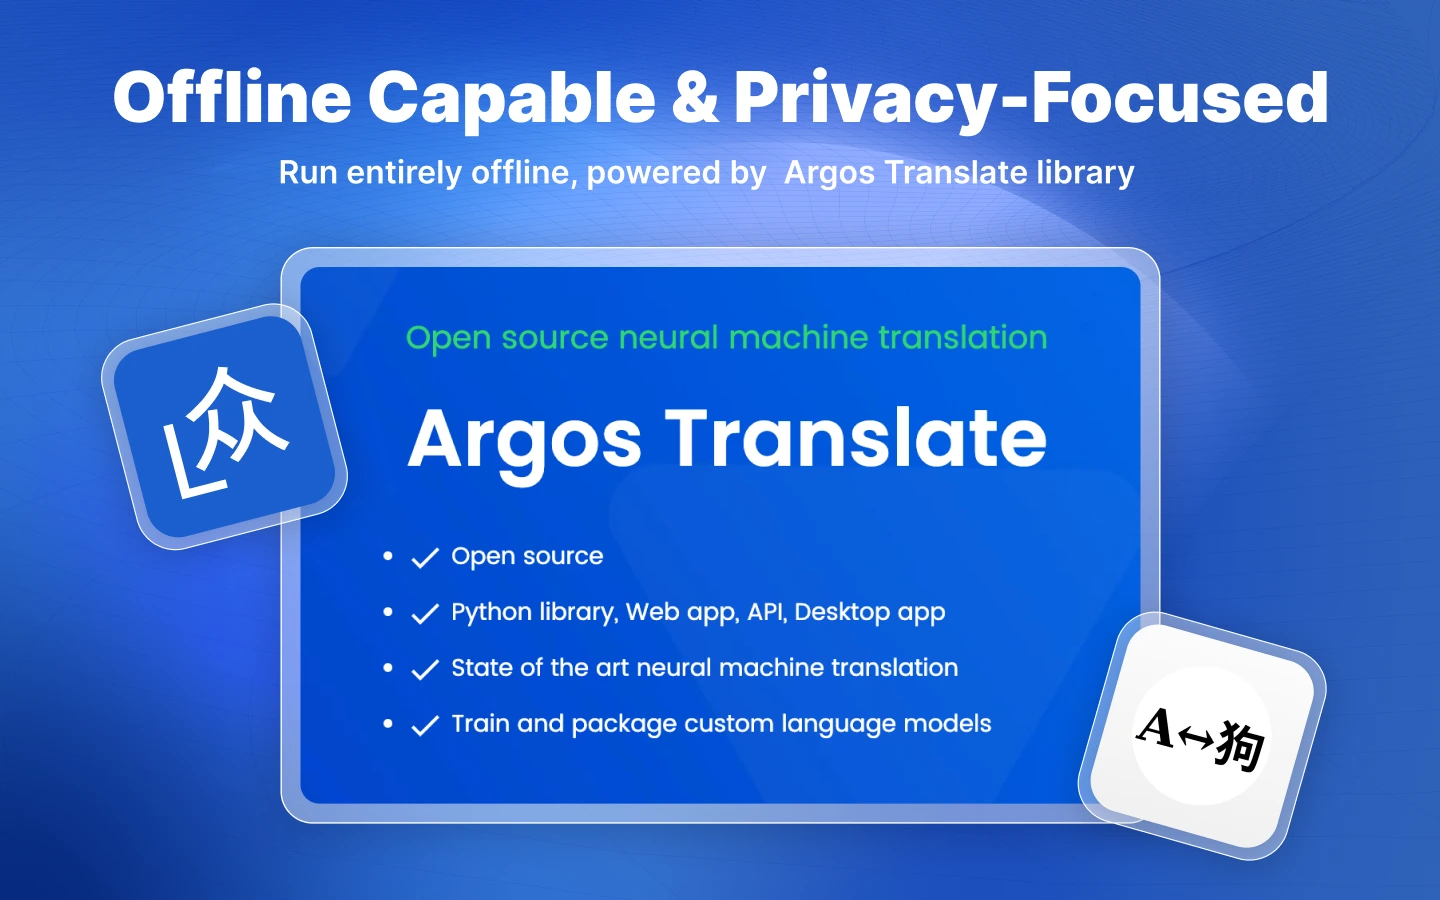 Offline Capable & Privacy-Focused
Run entirely offline, powered by  Argos Translate library
Open source neural machine translation
Argos Translate
L众
• ✓ Open source
• ✓ Python library, Web app, API, Desktop app
• ✓ State of the art neural machine translation
• ✓ Train and package custom language models
A↔狗